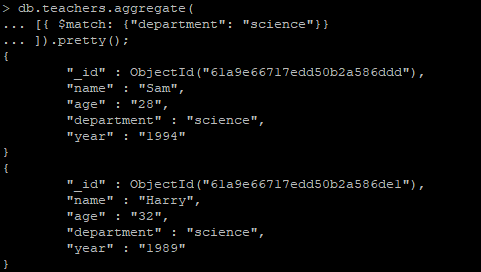 > db.teachers.aggregate(
... [{ $match: {"department": "science"}}
... ]).pretty();
{
        "_id" : ObjectId("61a9e66717edd50b2a586ddd"),
        "name" : "Sam",
        "age" : "28",
        "department" : "science",
        "year" : "1994"
}
{
        "_id" : ObjectId("61a9e66717edd50b2a586de1"),
        "name" : "Harry",
        "age" : "32",
        "department" : "science",
        "year" : "1989"
}